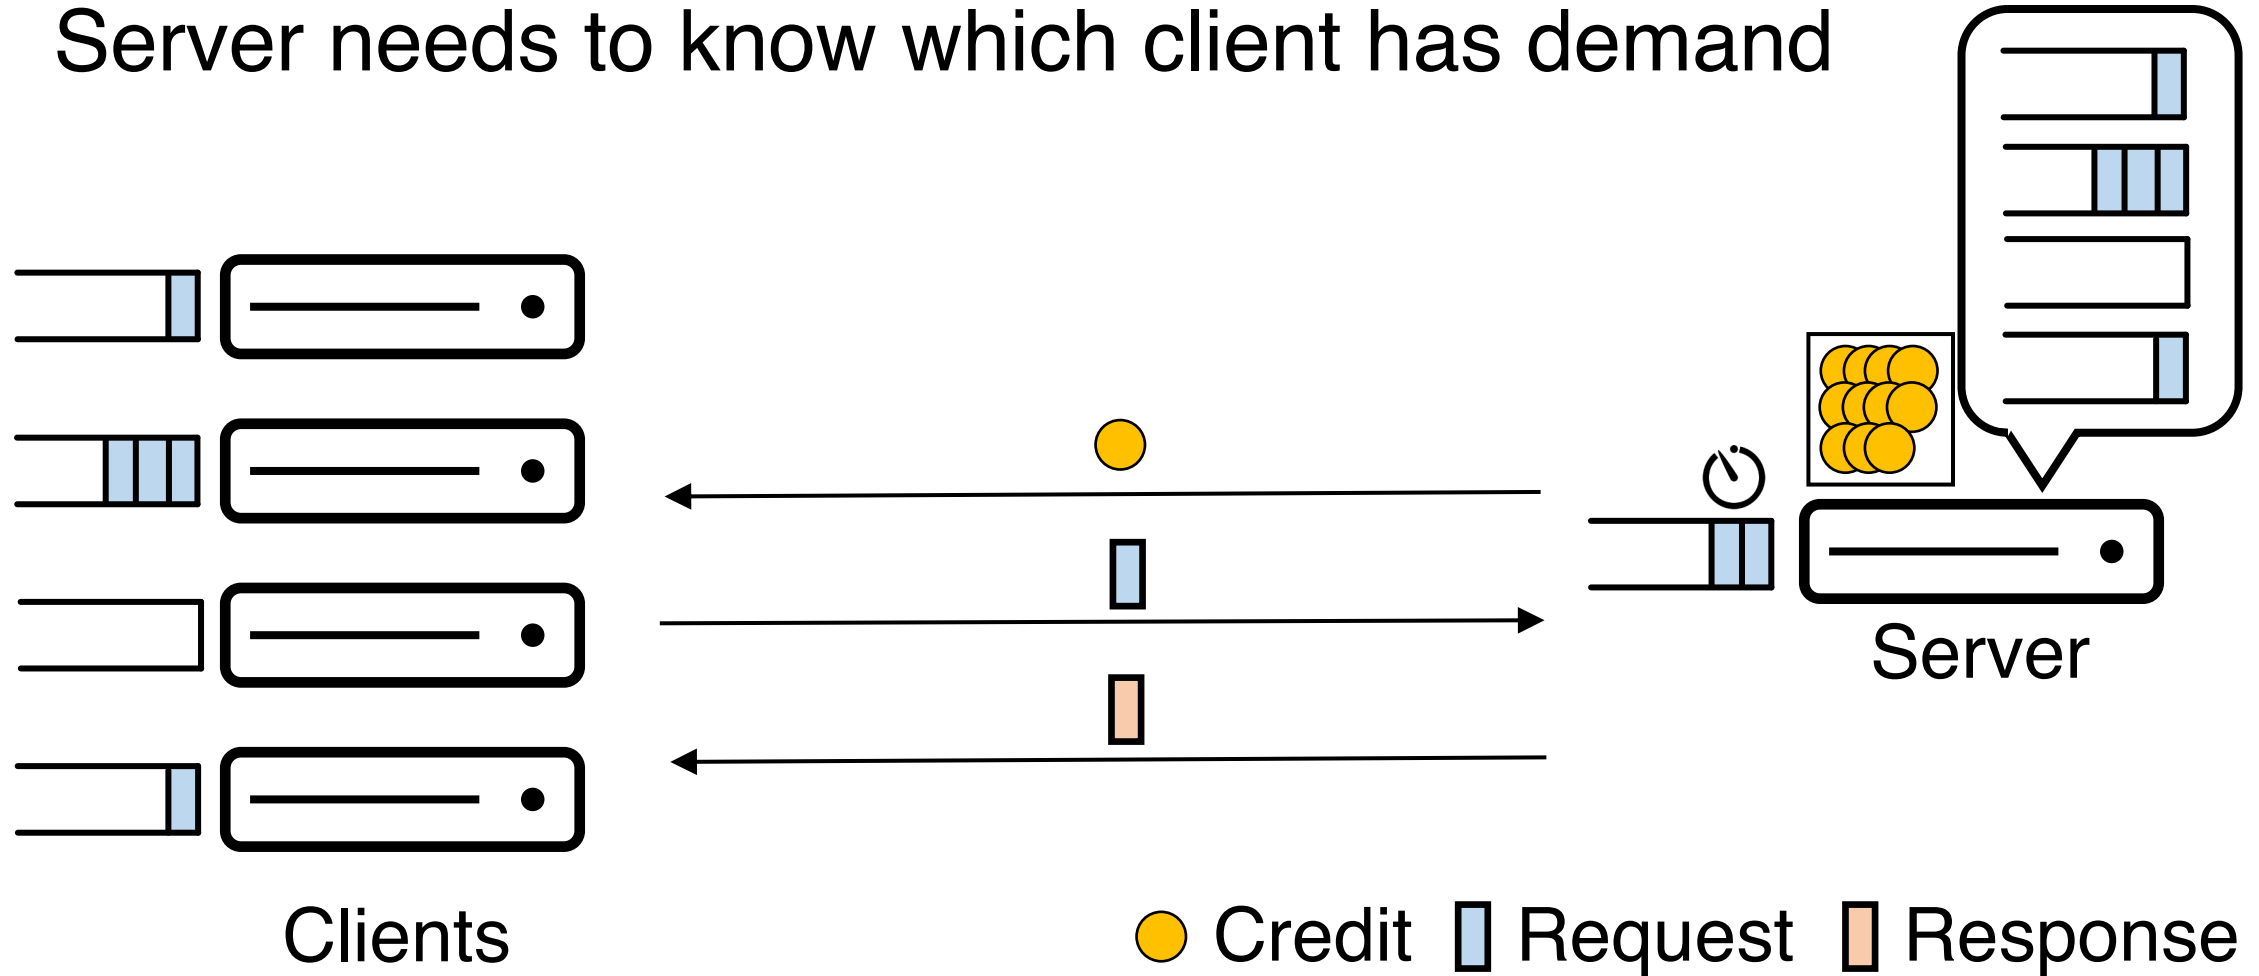 Server needs to know which client has demand
Server
Clients
Credit Request Response